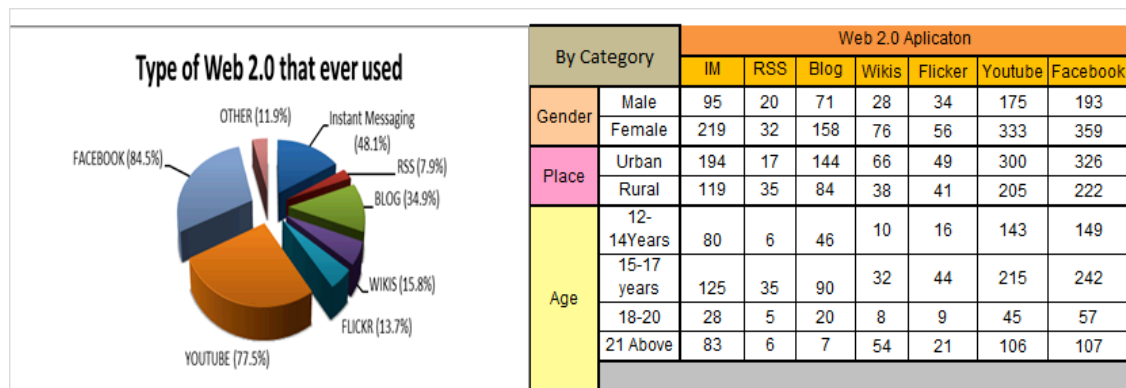 Type of Web 2.0 that ever used
OTHER (11.9%)
Instant Messaging
(48.1%)
FACEBOOK (84.5%)
RSS (7.9%)
BLOG (34.9%)
WIKIS (15.8%)
FLICKR (13.7%)
YOUTUBE (77.5%)
By Category Web 2.0 Aplicaton
IM RSS Blog Wikis Flicker Youtube Facebook
Gender Male 95 20 71 28 34 175 193
Female 219 32 158 76 56 333 359
Place Urban 194 17 144 66 49 300 326
Rural 119 35 84 38 41 205 222
Age 12-
14Years 80 6 46 10 16 143 149
15-17
years 125 35 90 32 44 215 242
18-20 28 5 20 8 9 45 57
21 Above 83 6 7 54 21 106 107